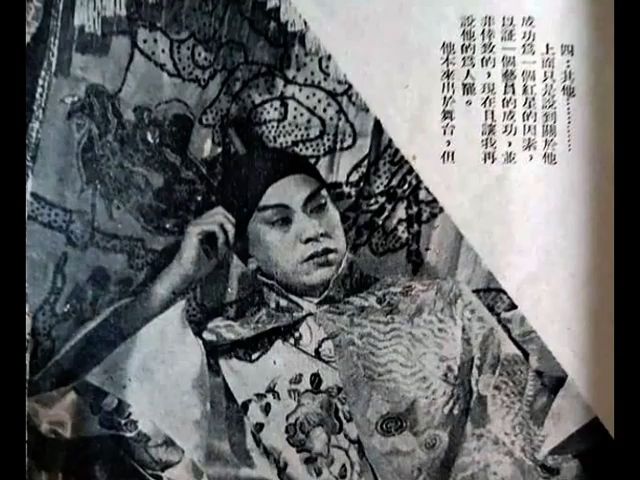 四：其他…………
上面只是說到關於他
成功爲一個紅星的因素，
以証一個藝員的成功，並
非倖致的，現在且讓我再
說他的爲人罷。
他本來出於舞台，但